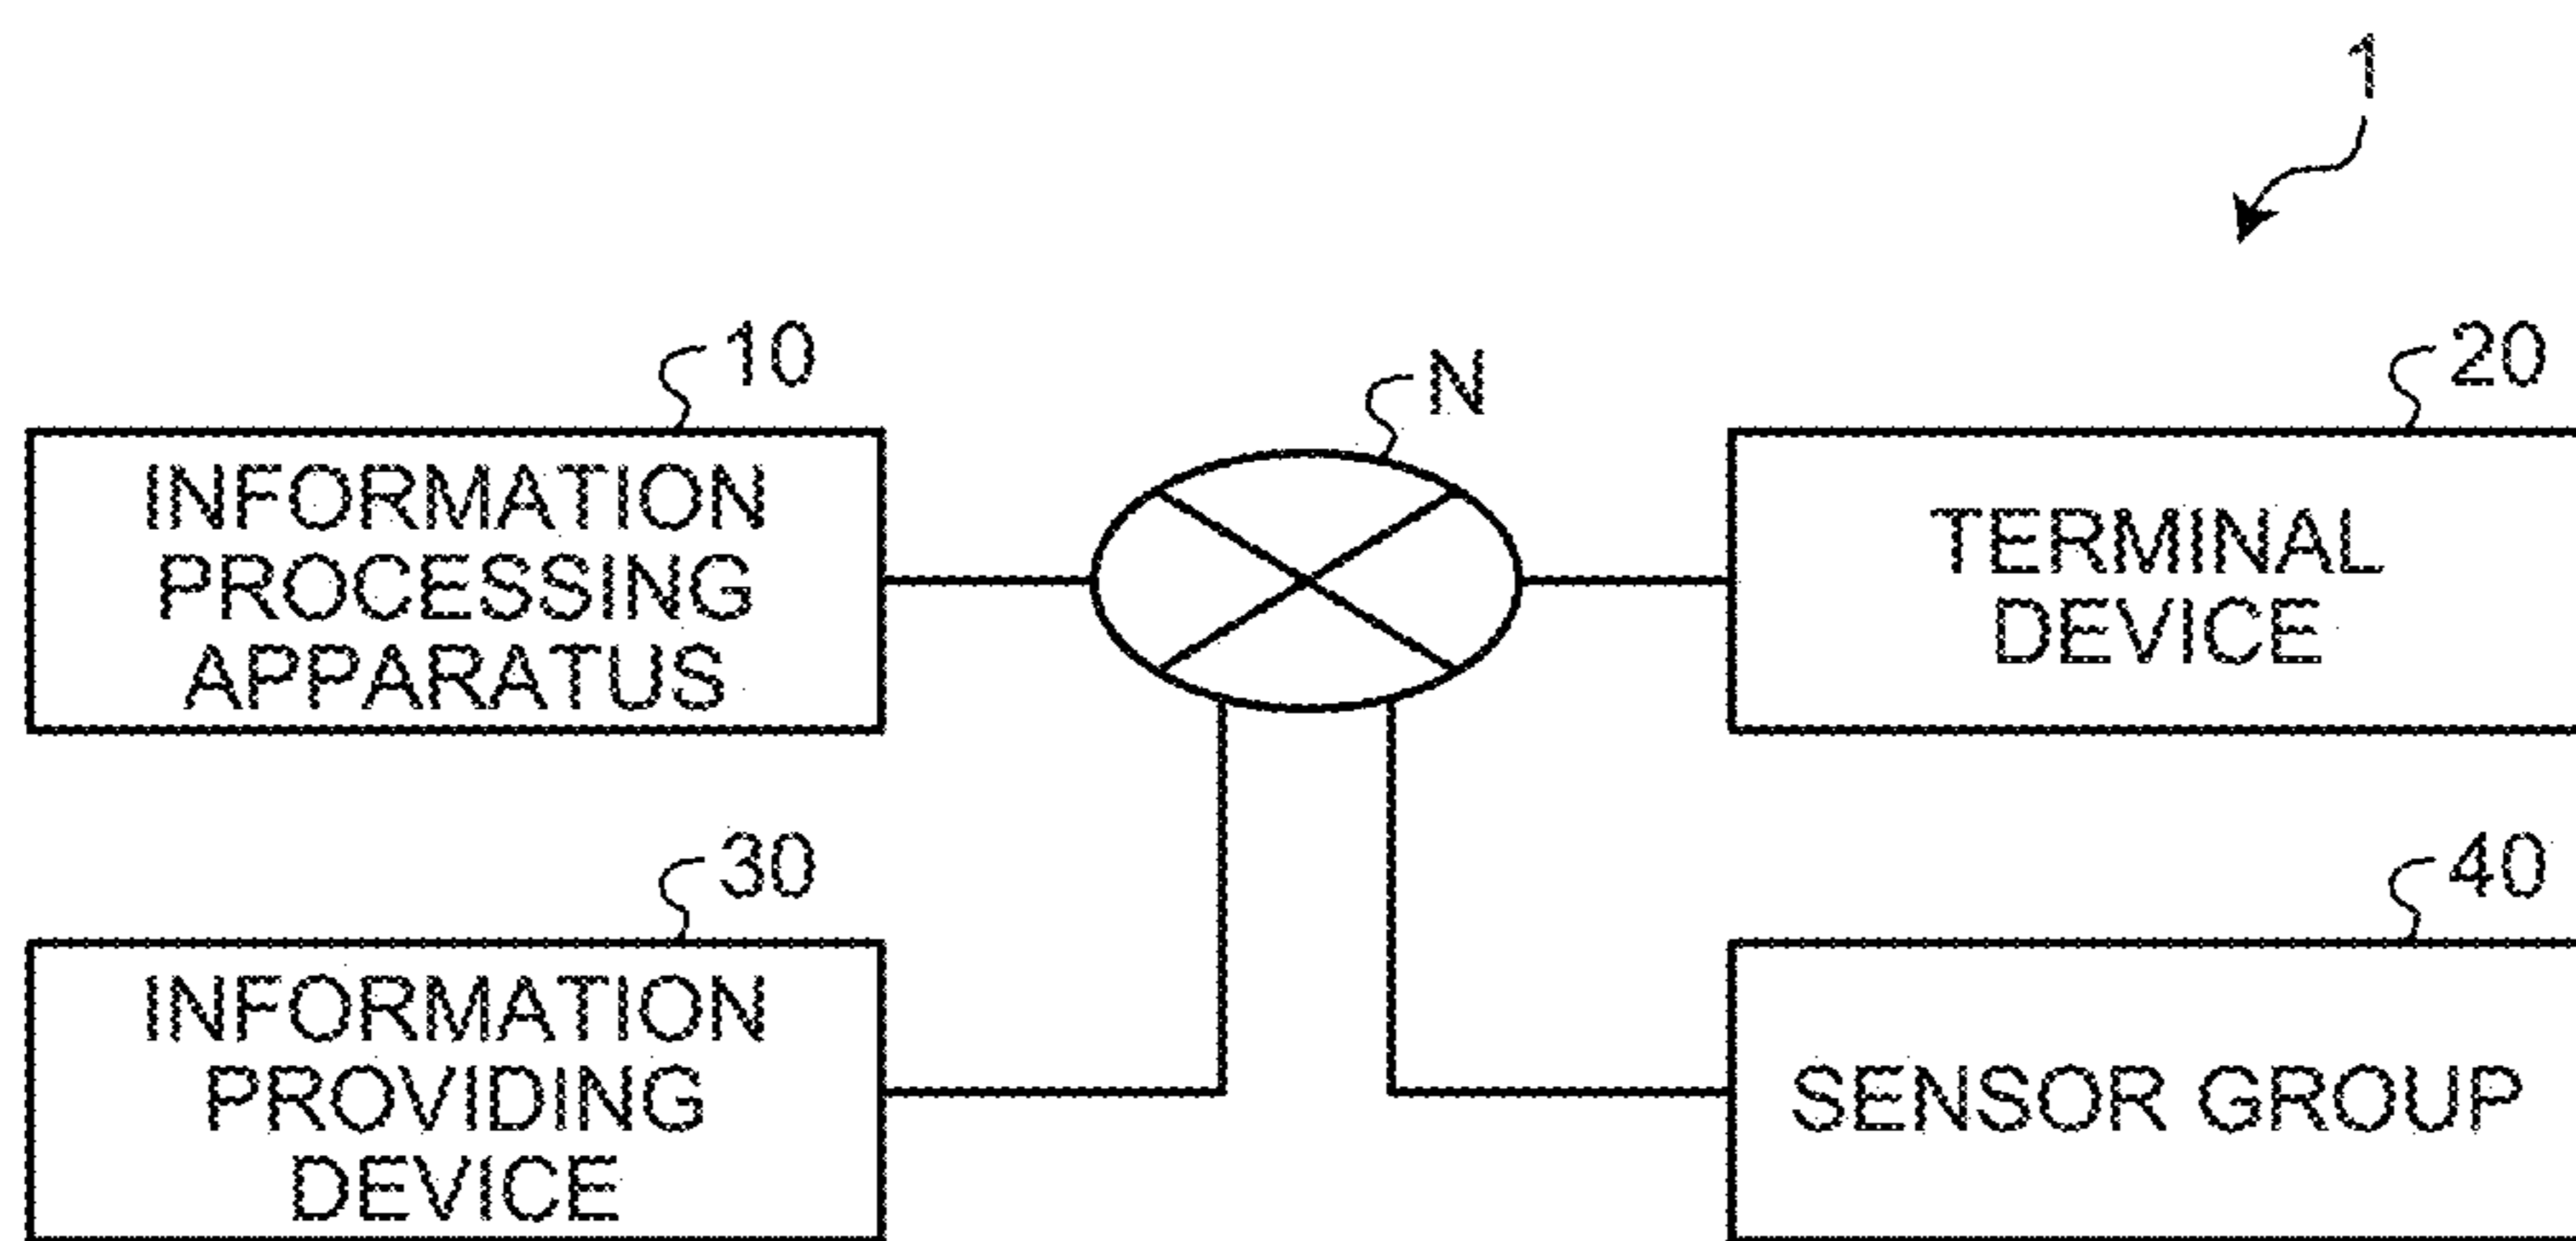 1
10
N
20
INFORMATION
PROCESSING
APPARATUS
TERMINAL
DEVICE
30
40
INFORMATION
PROVIDING
DEVICE
SENSOR GROUP